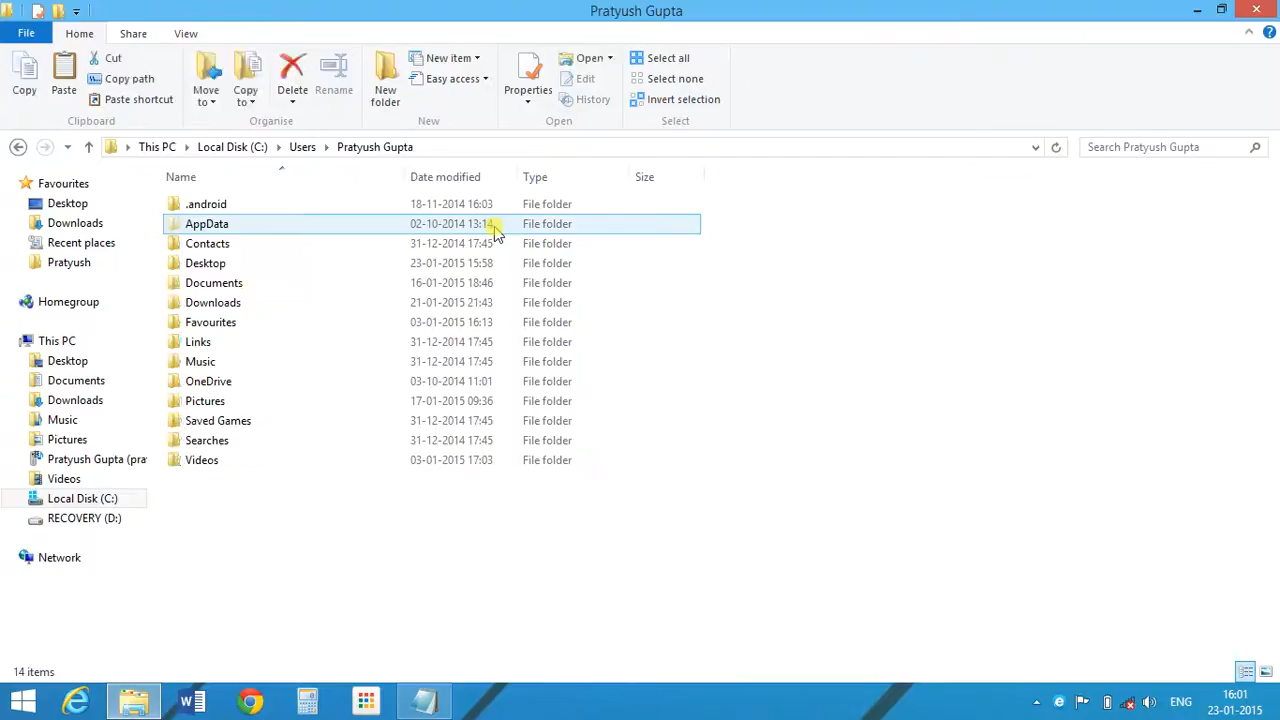 Pratyush Gupta
File Home Share View
Copy
Paste
Cut
Copy path
Paste shortcut
Clipboard
Move to
Copy to
Delete
Rename
Organise
New folder
New item
Easy access
New
Properties
Open
Edit
History
Open
Select all
Select none
Invert selection
Select
This PC Local Disk (C:) Users Pratyush Gupta
Search Pratyush Gupta
Favourites
Desktop
Downloads
Recent places
Pratyush
Homegroup
This PC
Desktop
Documents
Downloads
Music
Pictures
Pratyush Gupta (pra
Videos
Local Disk (C:)
RECOVERY (D:)
Network
Name Date modified Type Size
.android 18-11-2014 16:03 File folder
AppData 02-10-2014 13:14 File folder
Contacts 31-12-2014 17:45 File folder
Desktop 23-01-2015 15:58 File folder
Documents 16-01-2015 18:46 File folder
Downloads 21-01-2015 21:43 File folder
Favourites 03-01-2015 16:13 File folder
Links 31-12-2014 17:45 File folder
Music 31-12-2014 17:45 File folder
OneDrive 03-10-2014 11:01 File folder
Pictures 17-01-2015 09:36 File folder
Saved Games 31-12-2014 17:45 File folder
Searches 31-12-2014 17:45 File folder
Videos 03-01-2015 17:03 File folder
14 items
ENG
16:01
23-01-2015